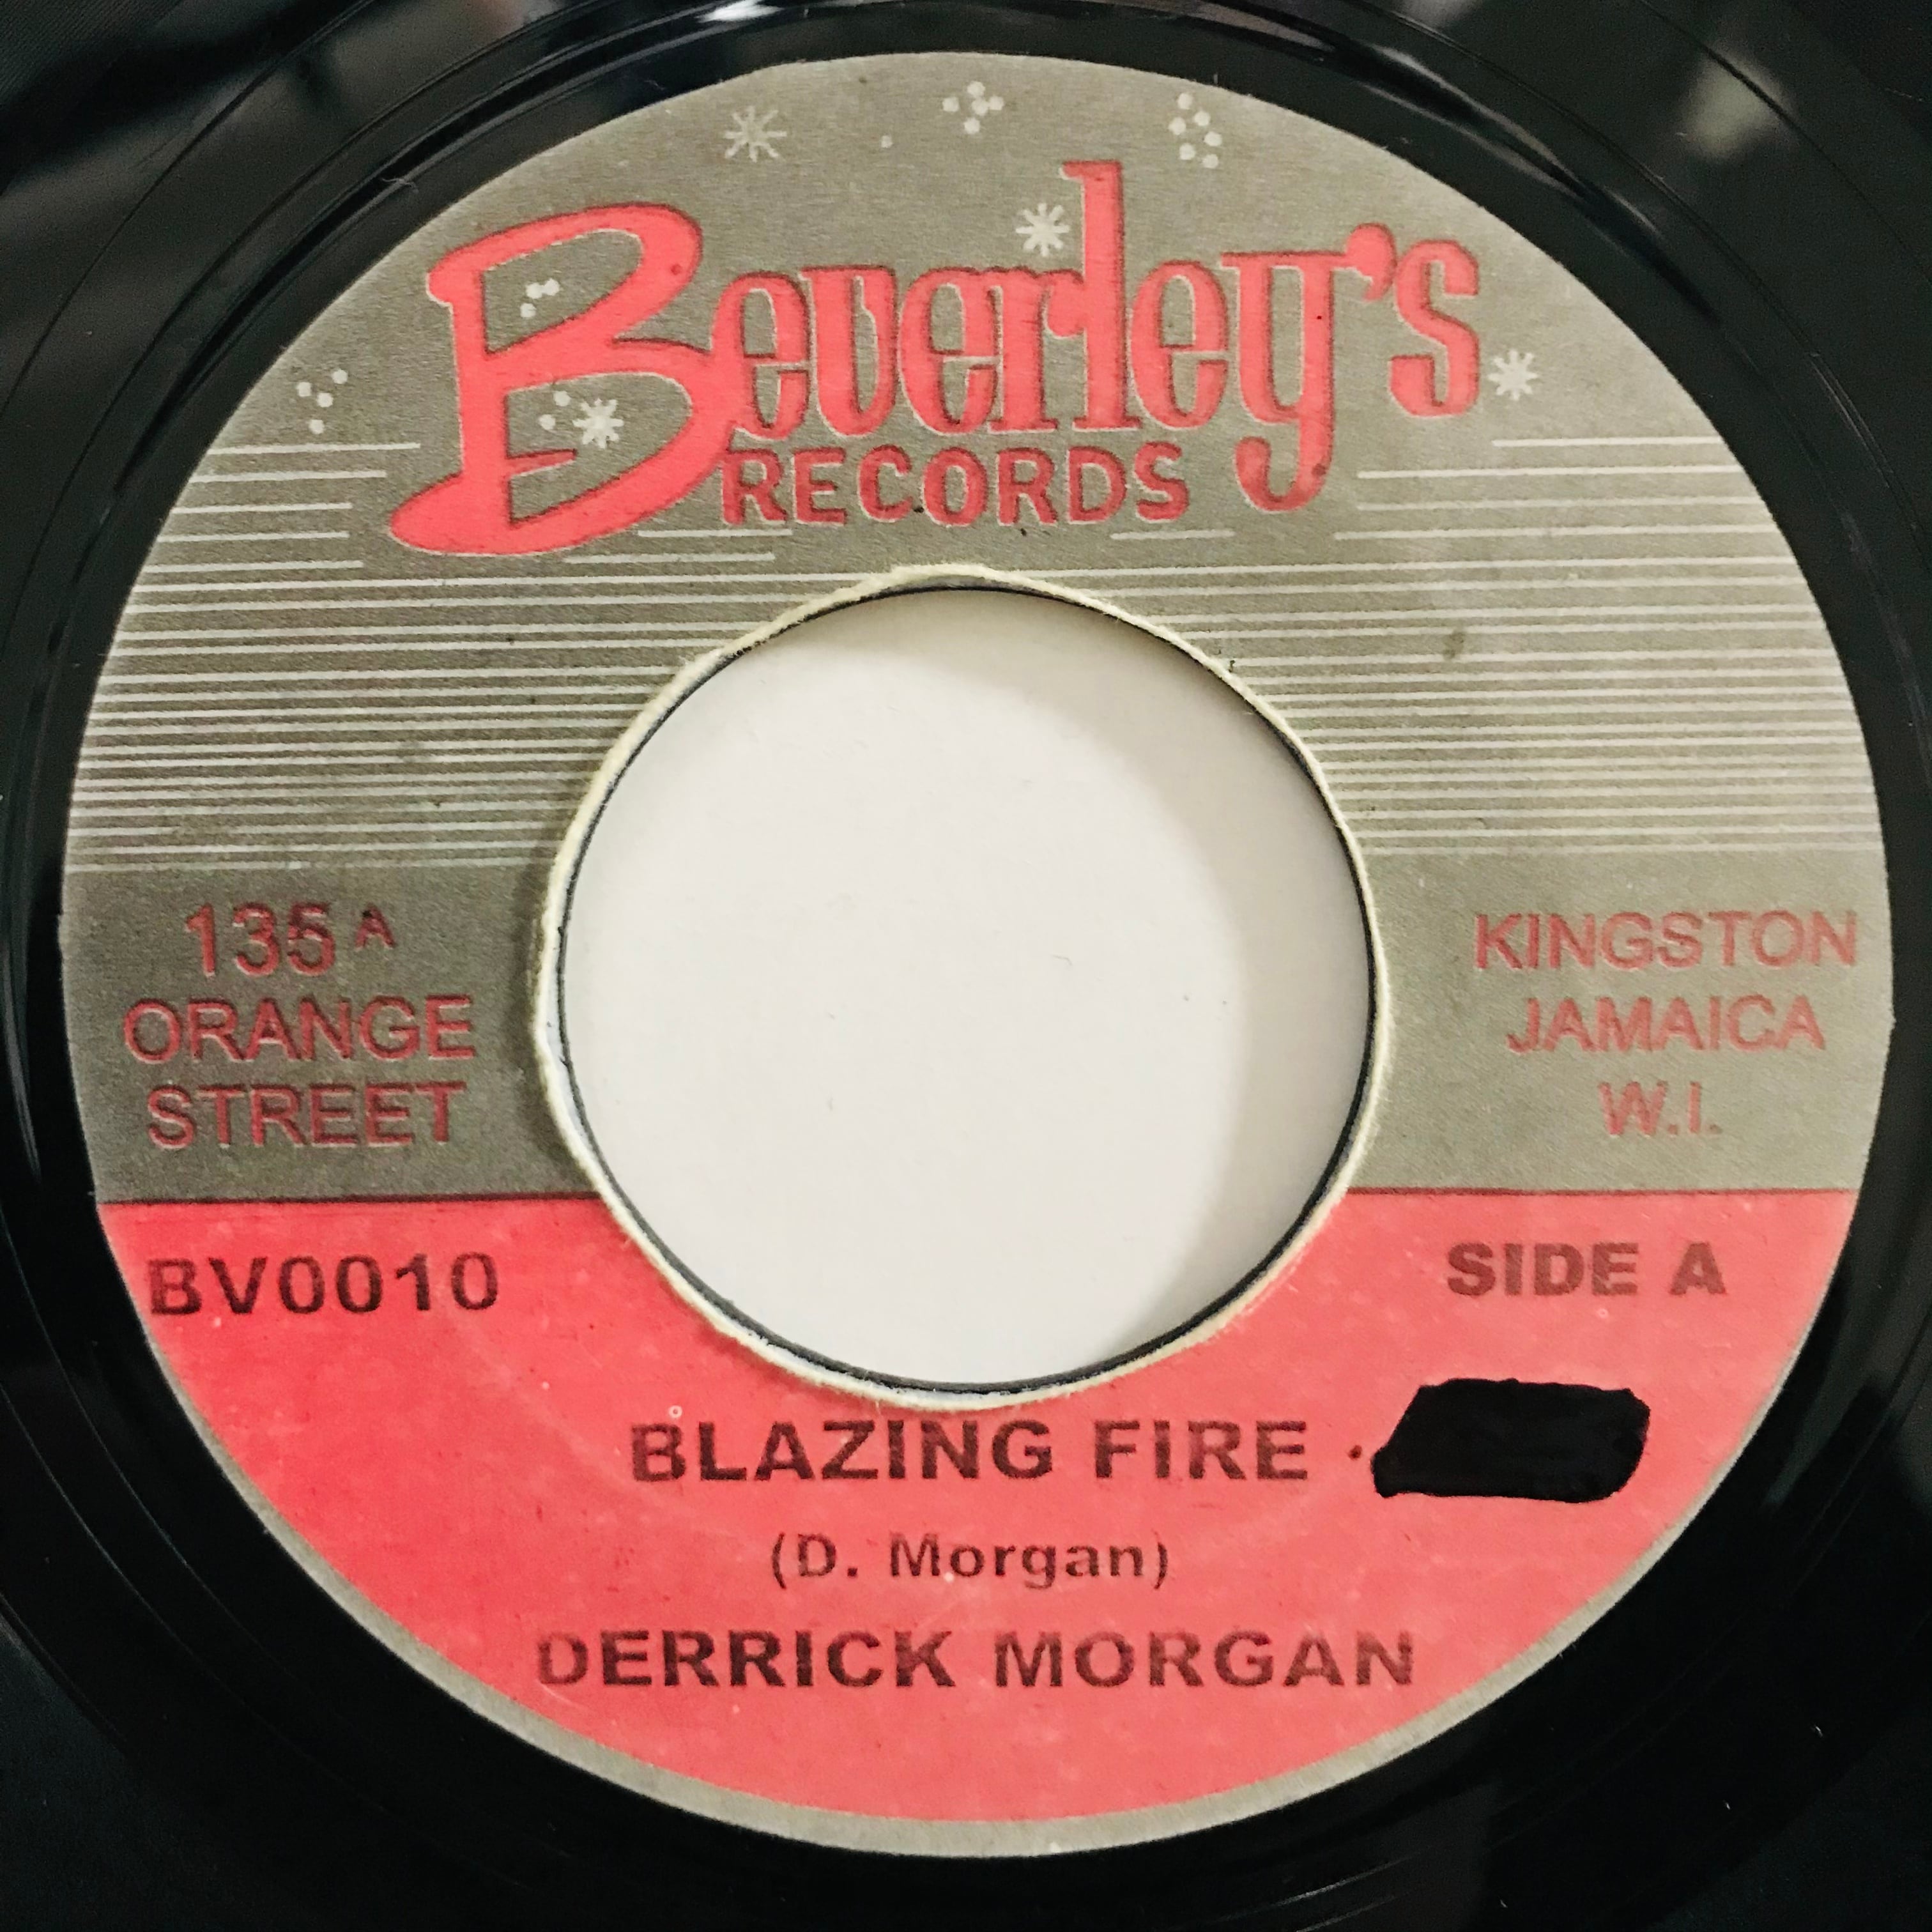 Beverley's
RECORDS
135 A
ORANGE
STREET
KINGSTON
JAMAICA
W.I.
BV0010
SIDE A
BLAZING FIRE
(D. Morgan)
DERRICK MORGAN